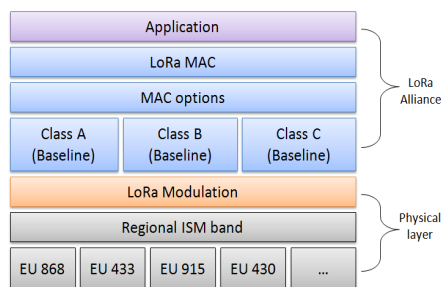 Application
LoRa MAC
MAC options
Class A
(Baseline)
Class B
(Baseline)
Class C
(Baseline)
LoRa
Alliance
LoRa Modulation
Regional ISM band
EU 868
EU 433
EU 915
EU 430
...
Physical
layer